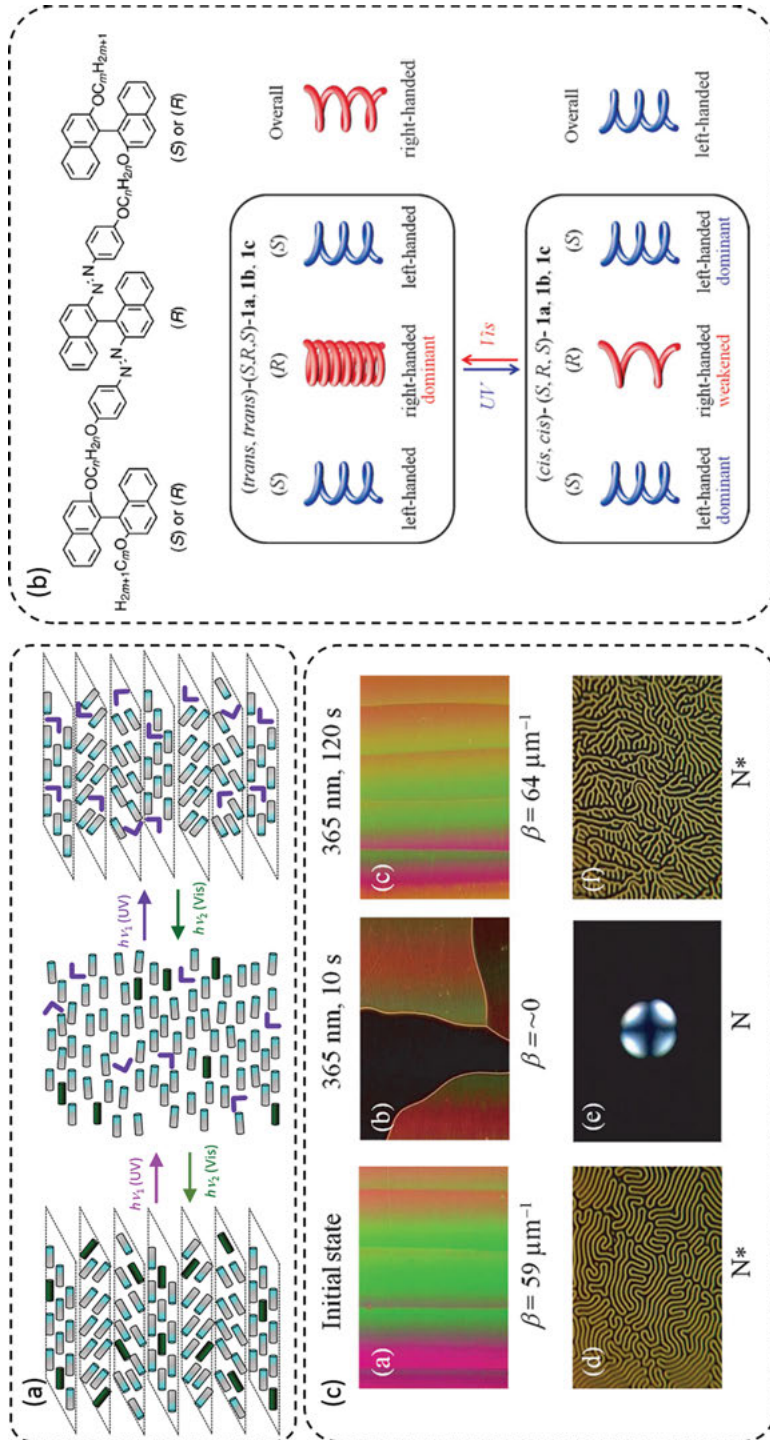 (a)
hν₁ (UV)
hν₂ (Vis)
hν₁ (UV)
hν₂ (Vis)
(b)
H₂ₘ₊₁CₘO
OCₙH₂ₙO
N
N
N
N
OCₙH₂ₙO
OCₘH₂ₘ₊₁
(S) or (R)
(R)
(S) or (R)
(trans, trans)-(S,R,S)-1a, 1b, 1c
Overall
(S)
(R)
(S)
left-handed
right-handed
dominant
left-handed
right-handed
UV
Vis
(cis, cis)- (S, R, S)- 1a, 1b, 1c
Overall
(S)
(R)
(S)
left-handed
dominant
right-handed
weakened
left-handed
dominant
left-handed
(c)
Initial state
365 nm, 10 s
365 nm, 120 s
(a)
(b)
(c)
β = 59 μm⁻¹
β = ~0
β = 64 μm⁻¹
(d)
(e)
(f)
N*
N
N*